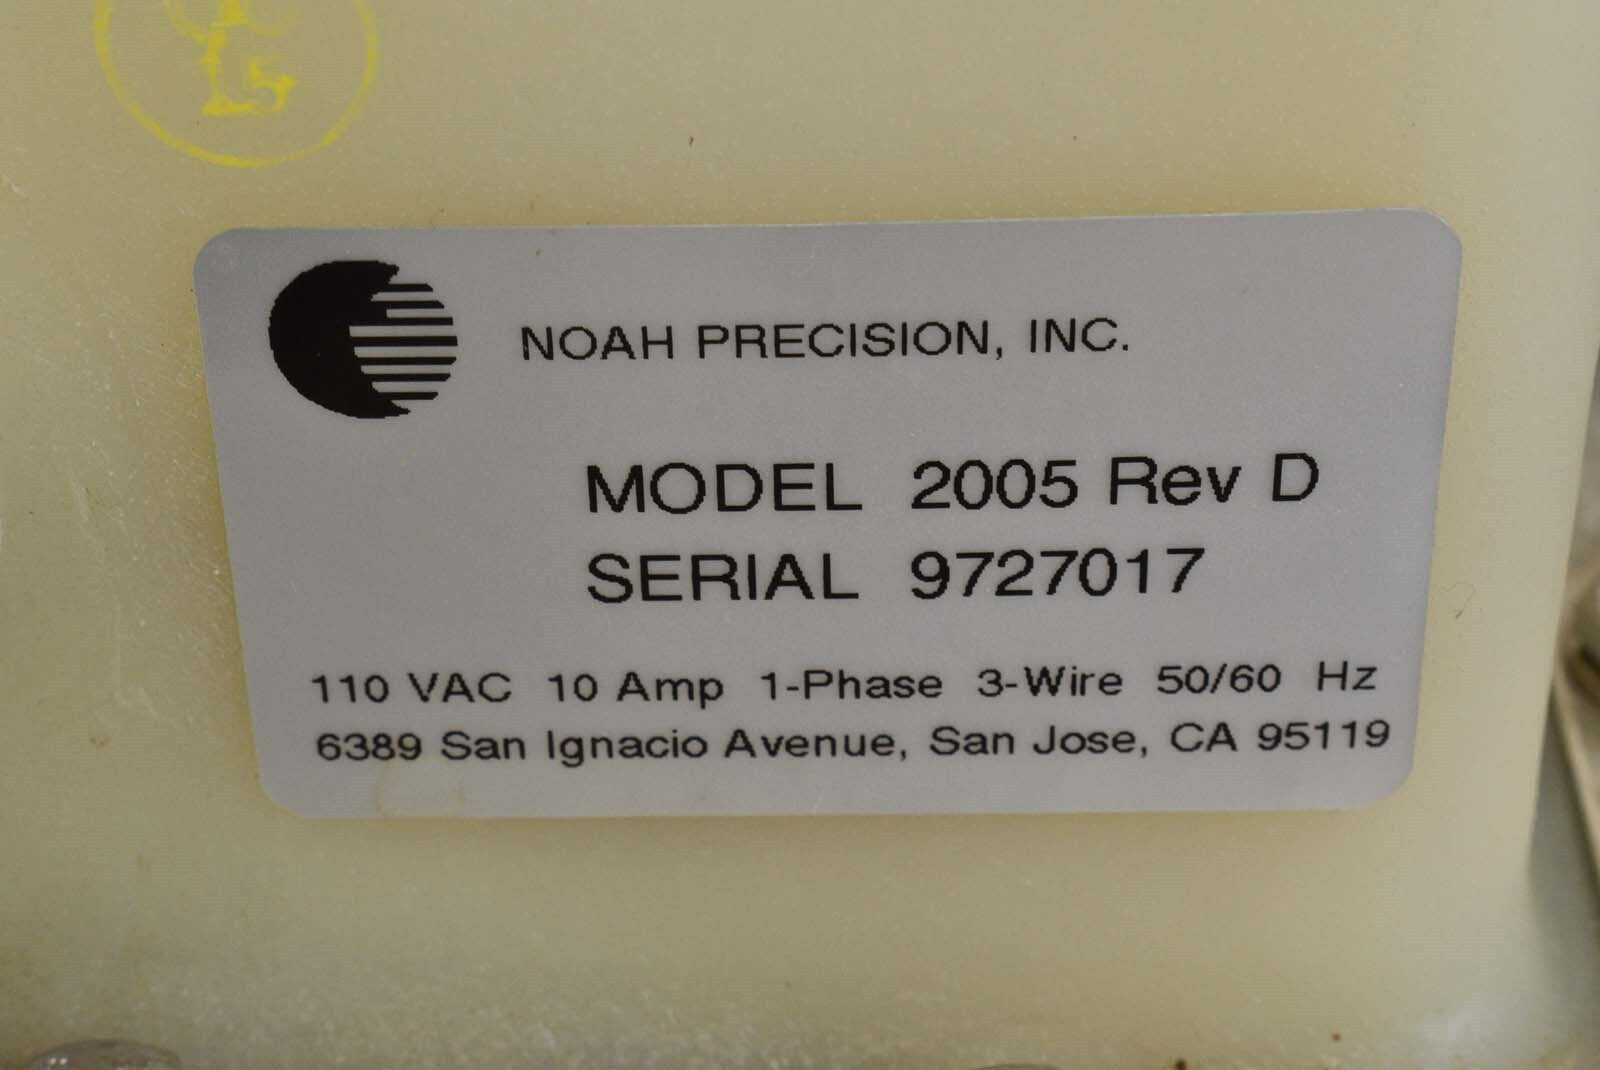 NOAH PRECISION, INC.
MODEL 2005 Rev D
SERIAL 9727017
110 VAC 10 Amp 1-Phase 3-Wire 50/60 Hz
6389 San Ignacio Avenue, San Jose, CA 95119